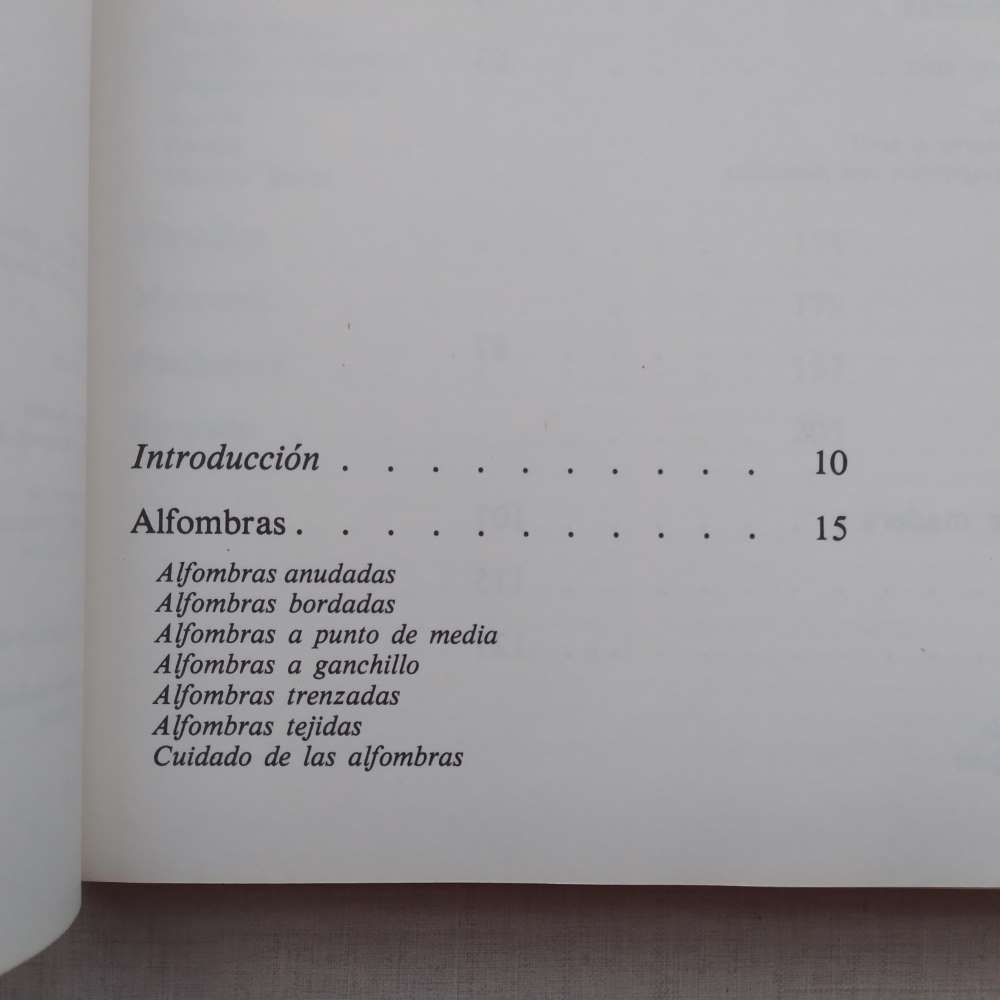 Introducción . . . . . . . . . . 10
Alfombras . . . . . . . . . . . 15
Alfombras anudadas
Alfombras bordadas
Alfombras a punto de media
Alfombras a ganchillo
Alfombras trenzadas
Alfombras tejidas
Cuidado de las alfombras